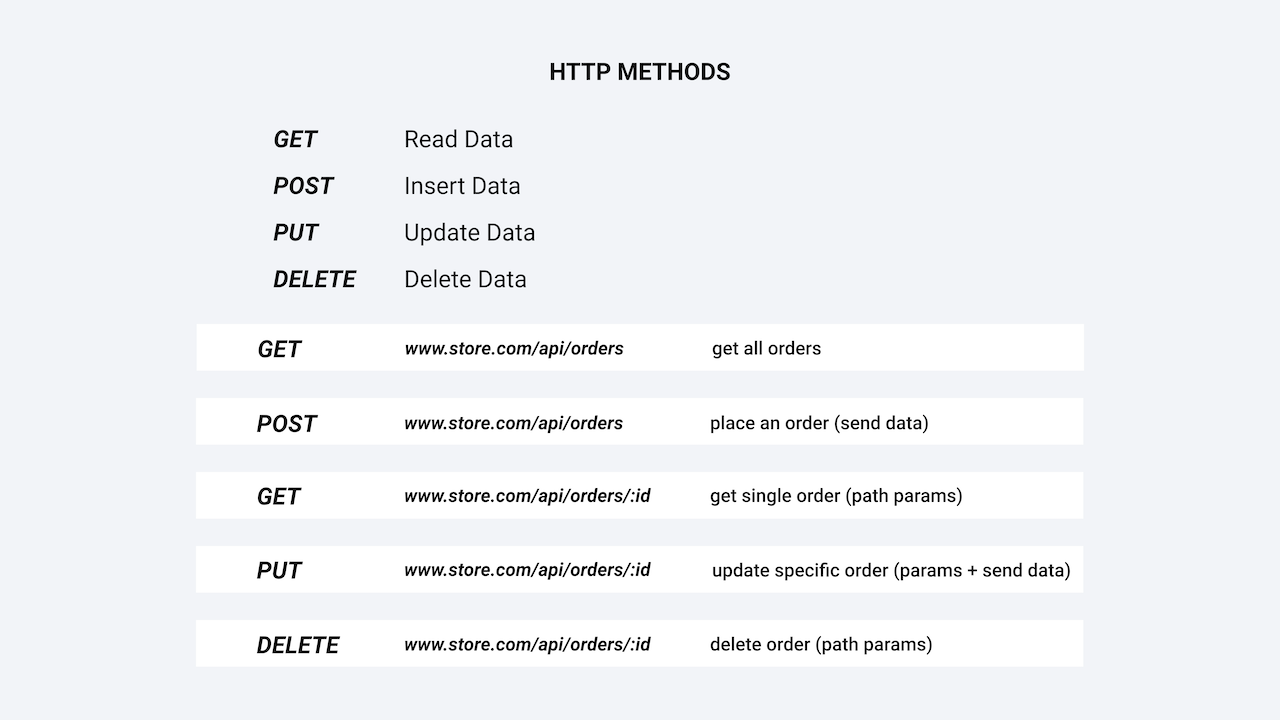 HTTP METHODS
GET Read Data
POST Insert Data
PUT Update Data
DELETE Delete Data
GET www.store.com/api/orders get all orders
POST www.store.com/api/orders place an order (send data)
GET www.store.com/api/orders/:id get single order (path params)
PUT www.store.com/api/orders/:id update specific order (params + send data)
DELETE www.store.com/api/orders/:id delete order (path params)